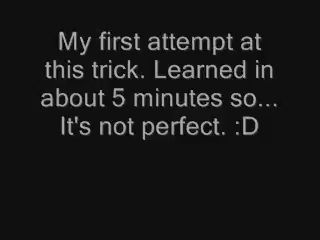 My first attempt at
this trick. Learned in
about 5 minutes so...
It's not perfect. :D